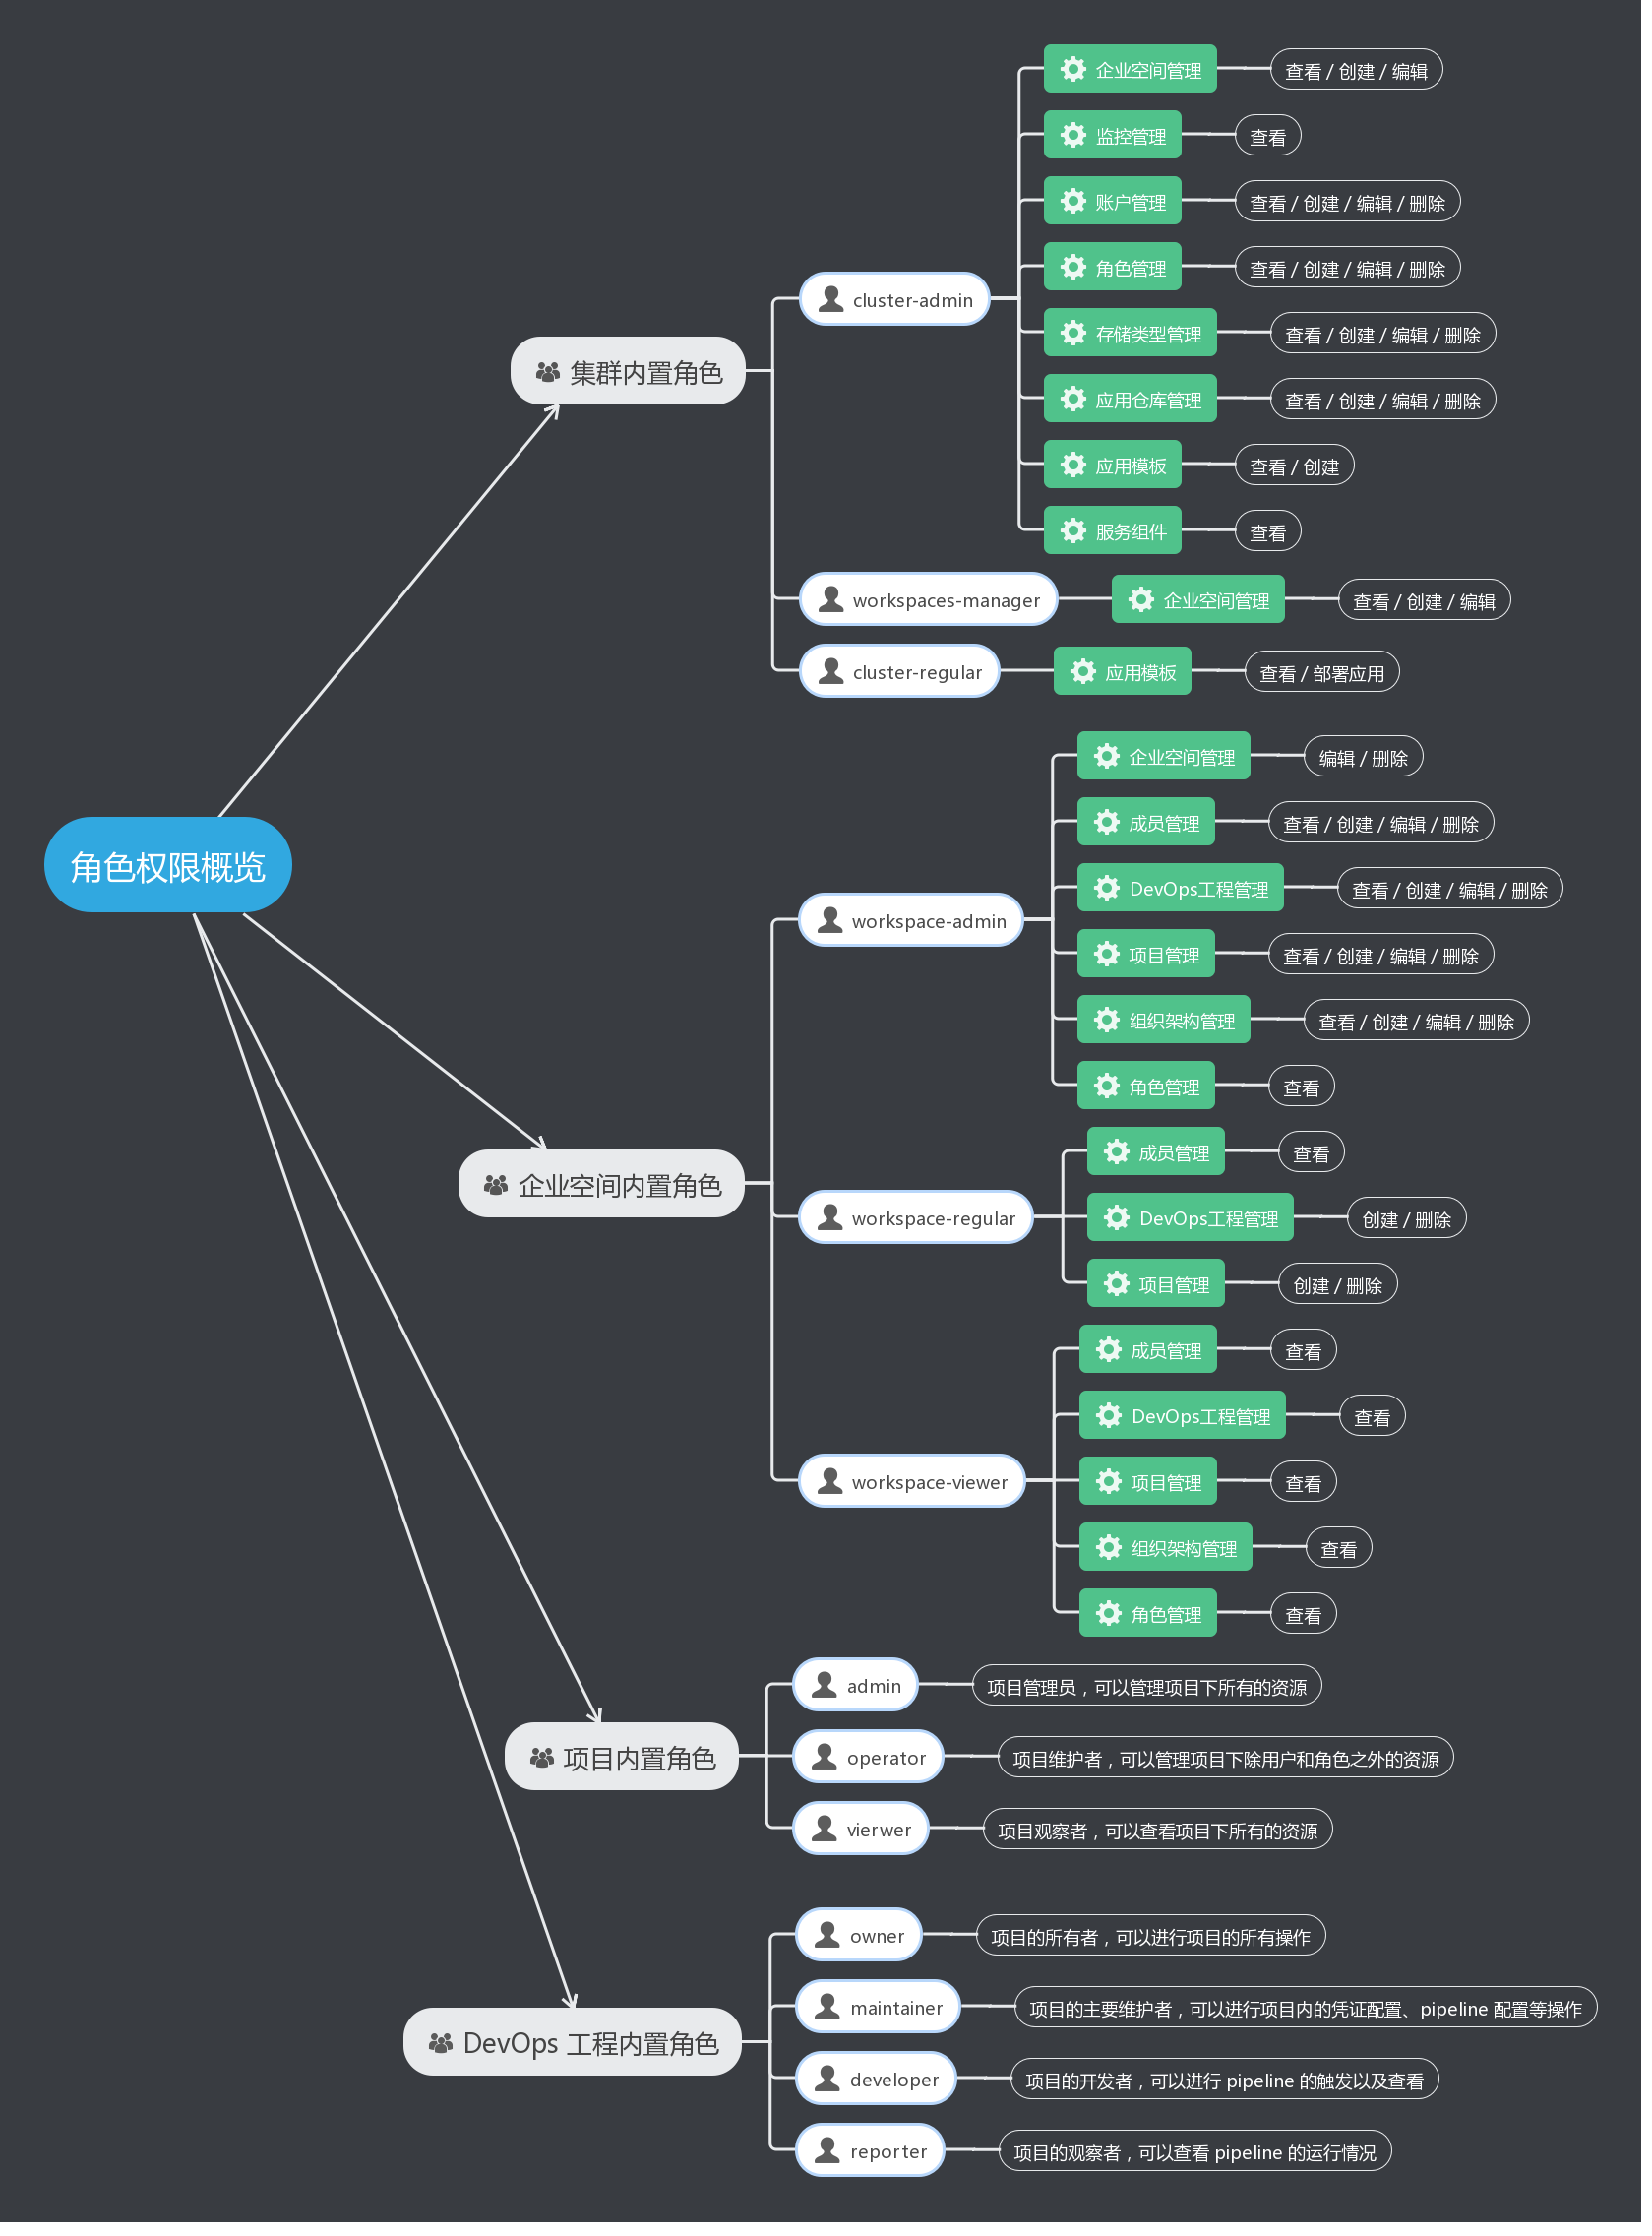 角色权限概览
集群内置角色
cluster-admin
企业空间管理
查看 / 创建 / 编辑
监控管理
查看
账户管理
查看 / 创建 / 编辑 / 删除
角色管理
查看 / 创建 / 编辑 / 删除
存储类型管理
查看 / 创建 / 编辑 / 删除
应用仓库管理
查看 / 创建 / 编辑 / 删除
应用模板
查看 / 创建
服务组件
查看
workspaces-manager
企业空间管理
查看 / 创建 / 编辑
cluster-regular
应用模板
查看 / 部署应用
企业空间内置角色
workspace-admin
企业空间管理
编辑 / 删除
成员管理
查看 / 创建 / 编辑 / 删除
DevOps工程管理
查看 / 创建 / 编辑 / 删除
项目管理
查看 / 创建 / 编辑 / 删除
组织架构管理
查看 / 创建 / 编辑 / 删除
角色管理
查看
workspace-regular
成员管理
查看
DevOps工程管理
创建 / 删除
项目管理
创建 / 删除
workspace-viewer
成员管理
查看
DevOps工程管理
查看
项目管理
查看
组织架构管理
查看
角色管理
查看
项目内置角色
admin
项目管理员，可以管理项目下所有的资源
operator
项目维护者，可以管理项目下除用户和角色之外的资源
vierwer
项目观察者，可以查看项目下所有的资源
DevOps 工程内置角色
owner
项目的所有者，可以进行项目的所有操作
maintainer
项目的主要维护者，可以进行项目内的凭证配置、pipeline 配置等操作
developer
项目的开发者，可以进行 pipeline 的触发以及查看
reporter
项目的观察者，可以查看 pipeline 的运行情况